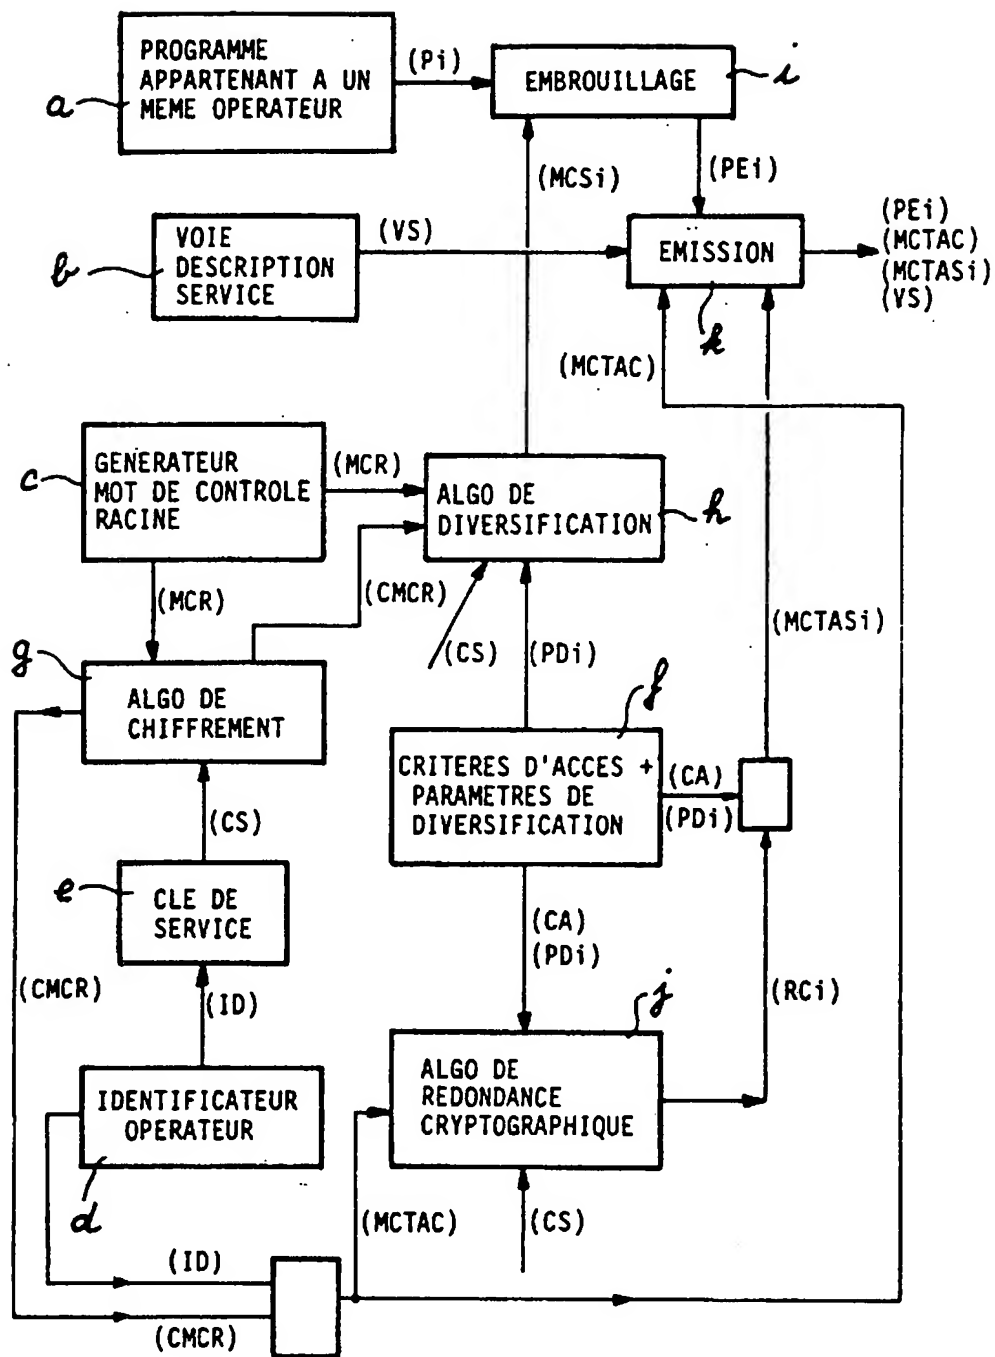 PROGRAMME
APPARTENANT A UN
MEME OPERATEUR
a
(Pi)
EMBROUILLAGE
i
(MCSi)
(PEi)
VOIE
DESCRIPTION
SERVICE
b
(VS)
EMISSION
k
(PEi)
(MCTAC)
(MCTASi)
(VS)
(MCTAC)
GENERATEUR
MOT DE CONTROLE
RACINE
c
(MCR)
ALGO DE
DIVERSIFICATION
h
(MCR)
(CMCR)
(CS)
(PDi)
(MCTASi)
g
ALGO DE
CHIFFREMENT
f
CRITERES D'ACCES +
PARAMETRES DE
DIVERSIFICATION
(CA)
(PDi)
(CS)
e
CLE DE
SERVICE
(CA)
(PDi)
(CMCR)
(ID)
(RCi)
j
ALGO DE
REDONDANCE
CRYPTOGRAPHIQUE
IDENTIFICATEUR
OPERATEUR
d
(MCTAC)
(CS)
(ID)
(CMCR)